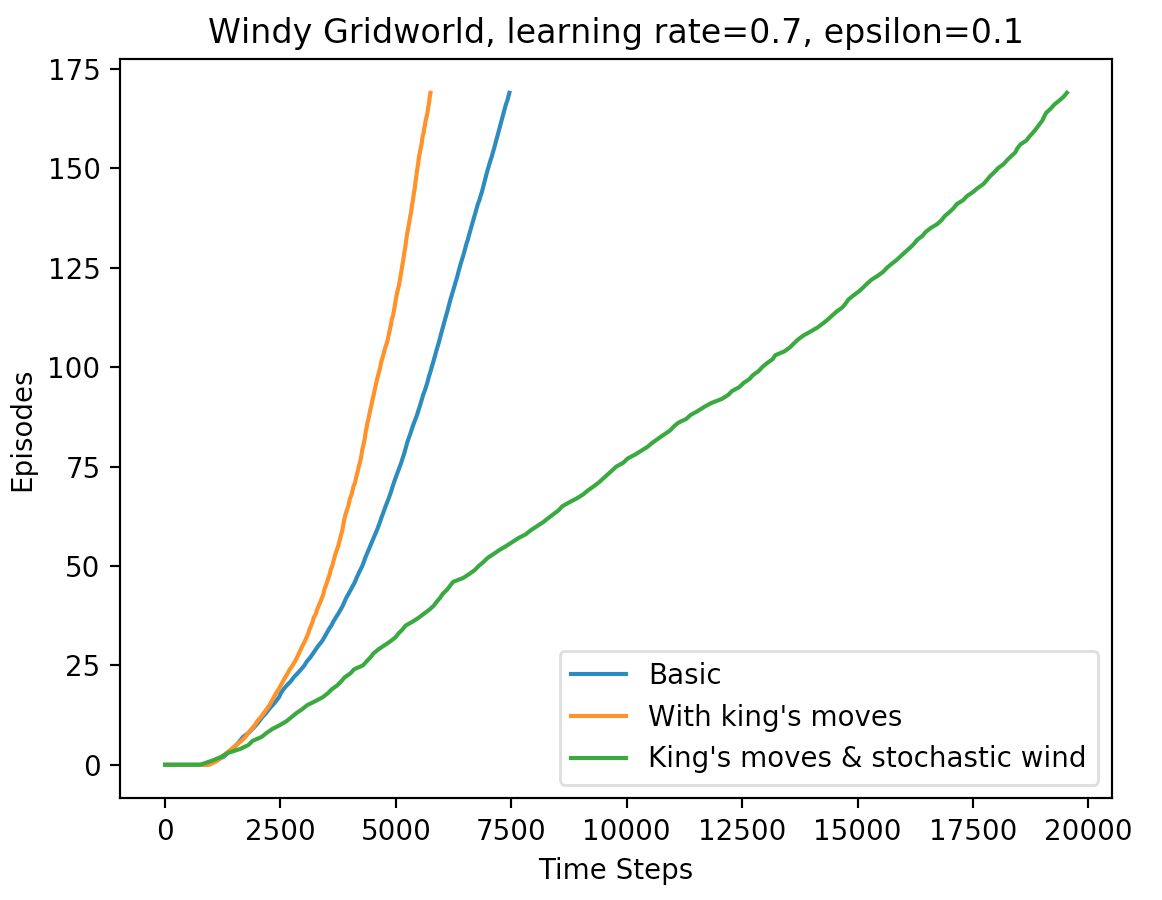 Windy Gridworld, learning rate=0.7, epsilon=0.1
175
150
125
100
75
50
25
0
Episodes
Basic
With king's moves
King's moves & stochastic wind
0 2500 5000 7500 10000 12500 15000 17500 20000
Time Steps